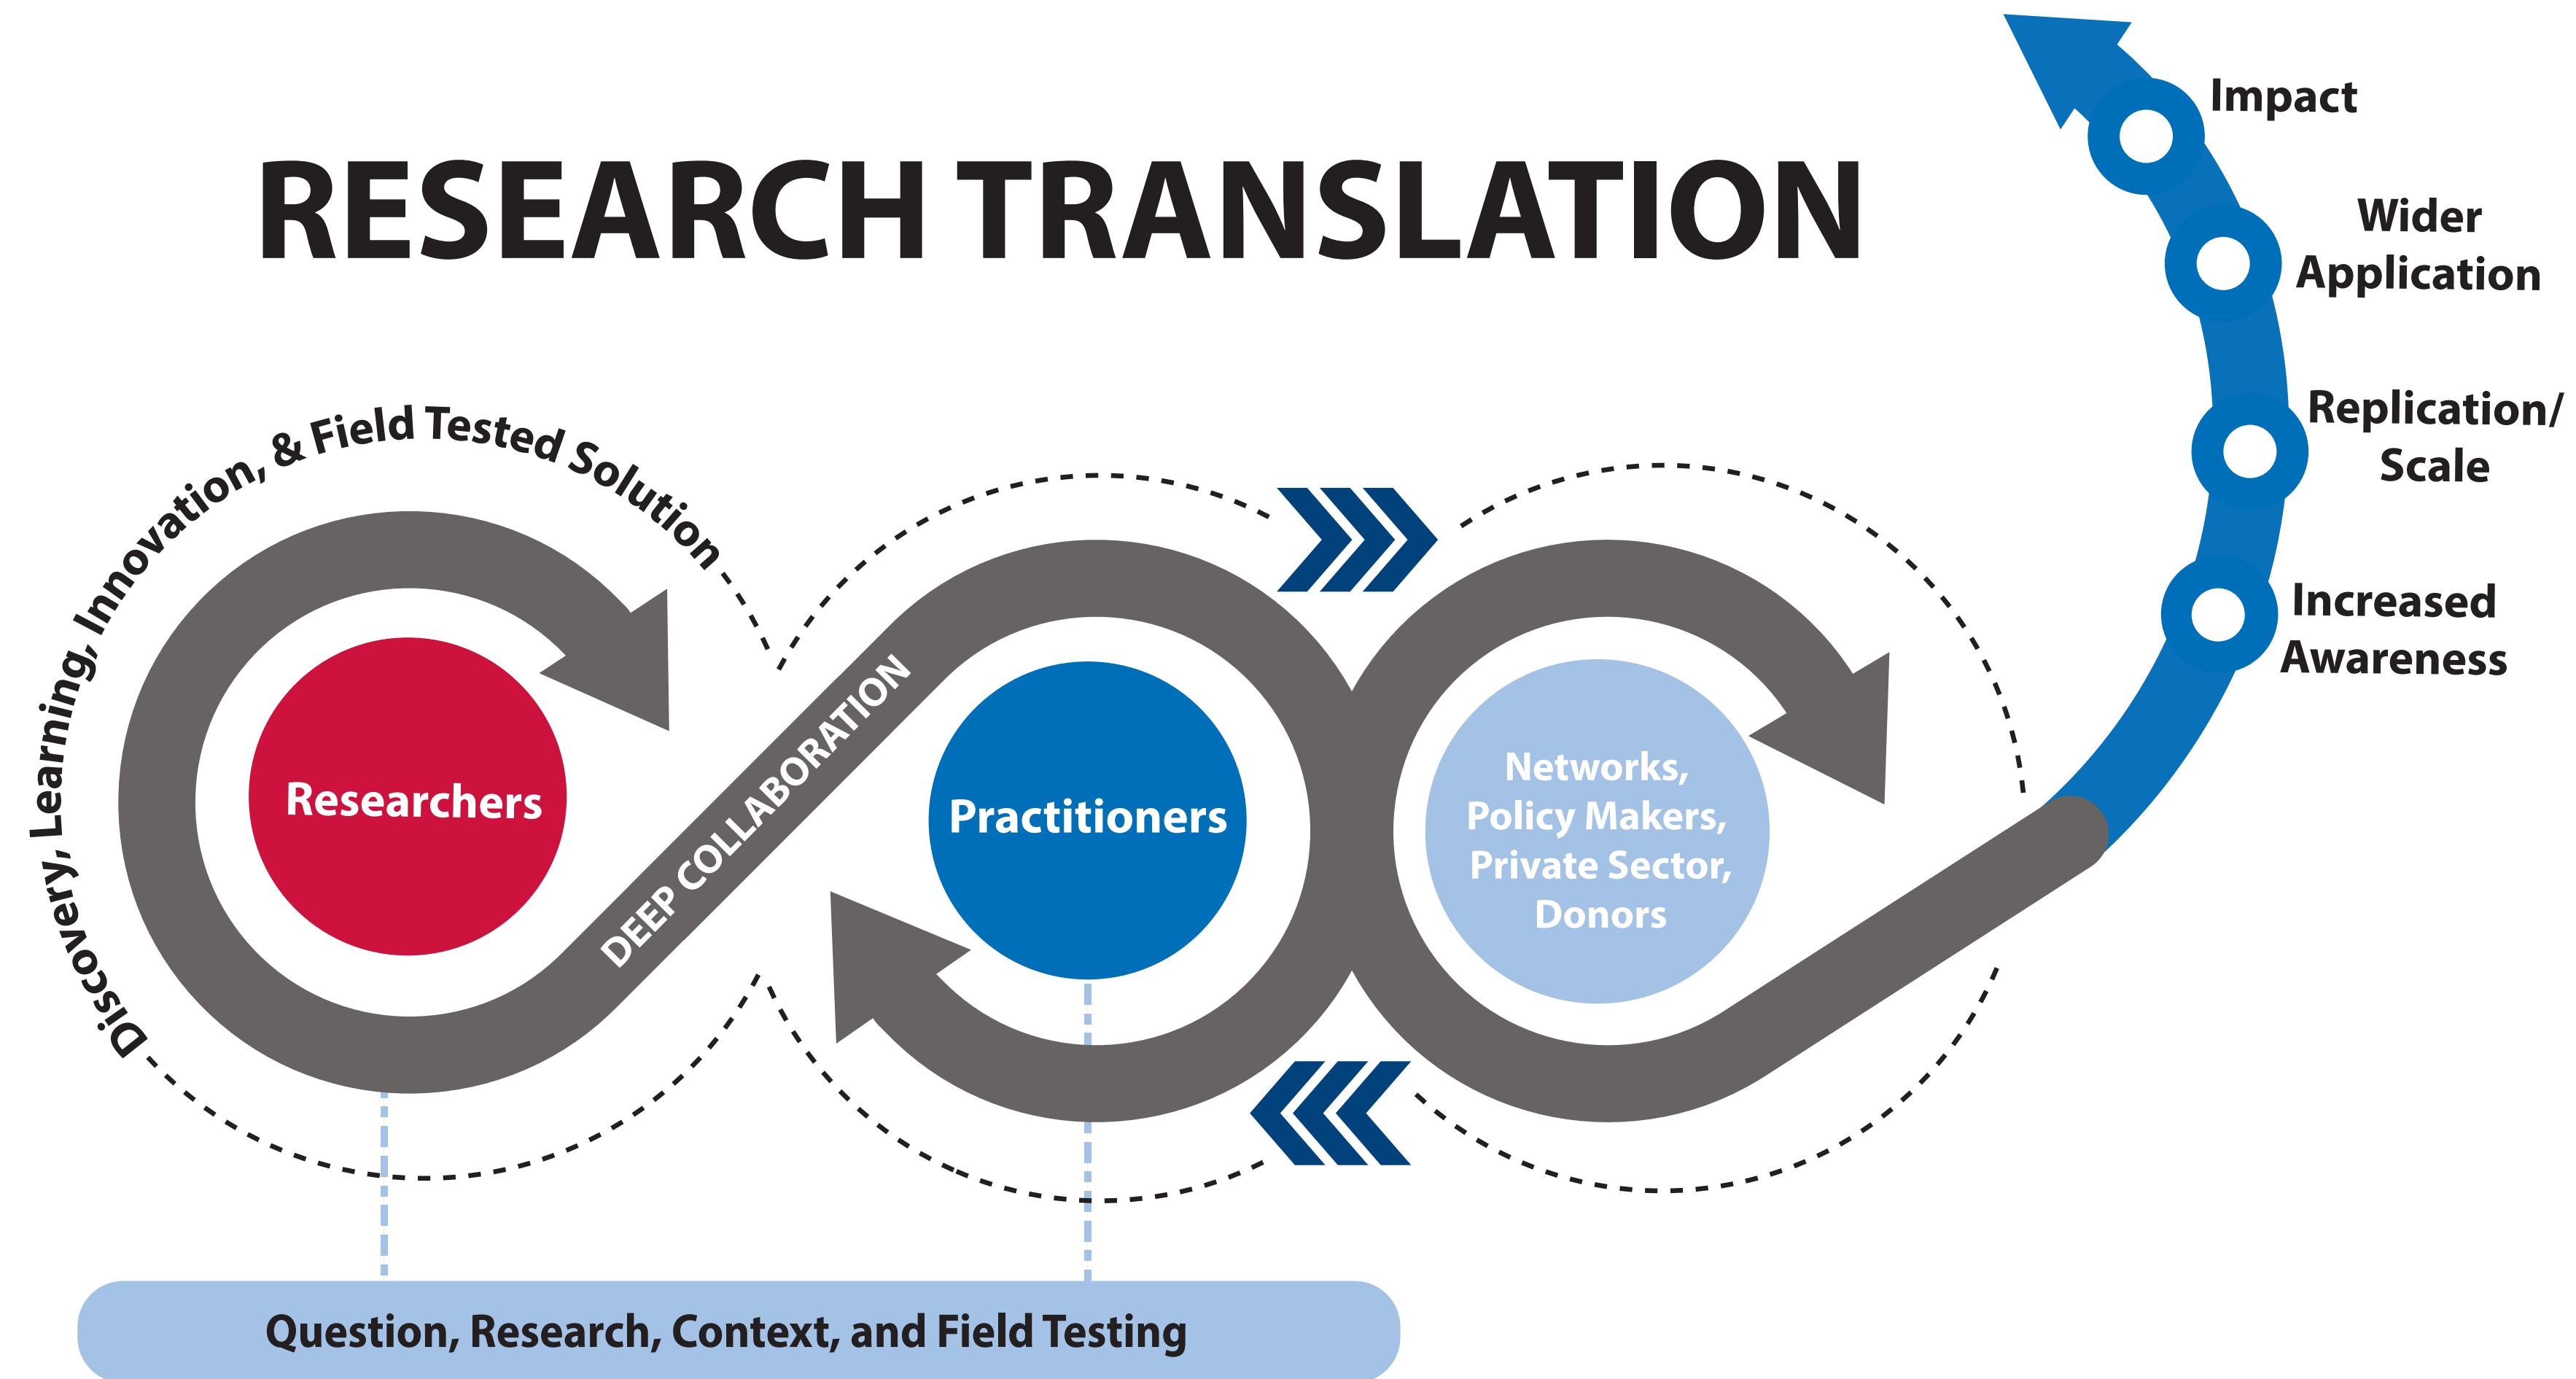 RESEARCH TRANSLATION
Impact
Wider
Application
Replication/
Scale
Increased
Awareness
Discovery, Learning, Innovation, & Field Tested Solution
Researchers
DEEP COLLABORATION
Practitioners
Networks,
Policy Makers,
Private Sector,
Donors
Question, Research, Context, and Field Testing